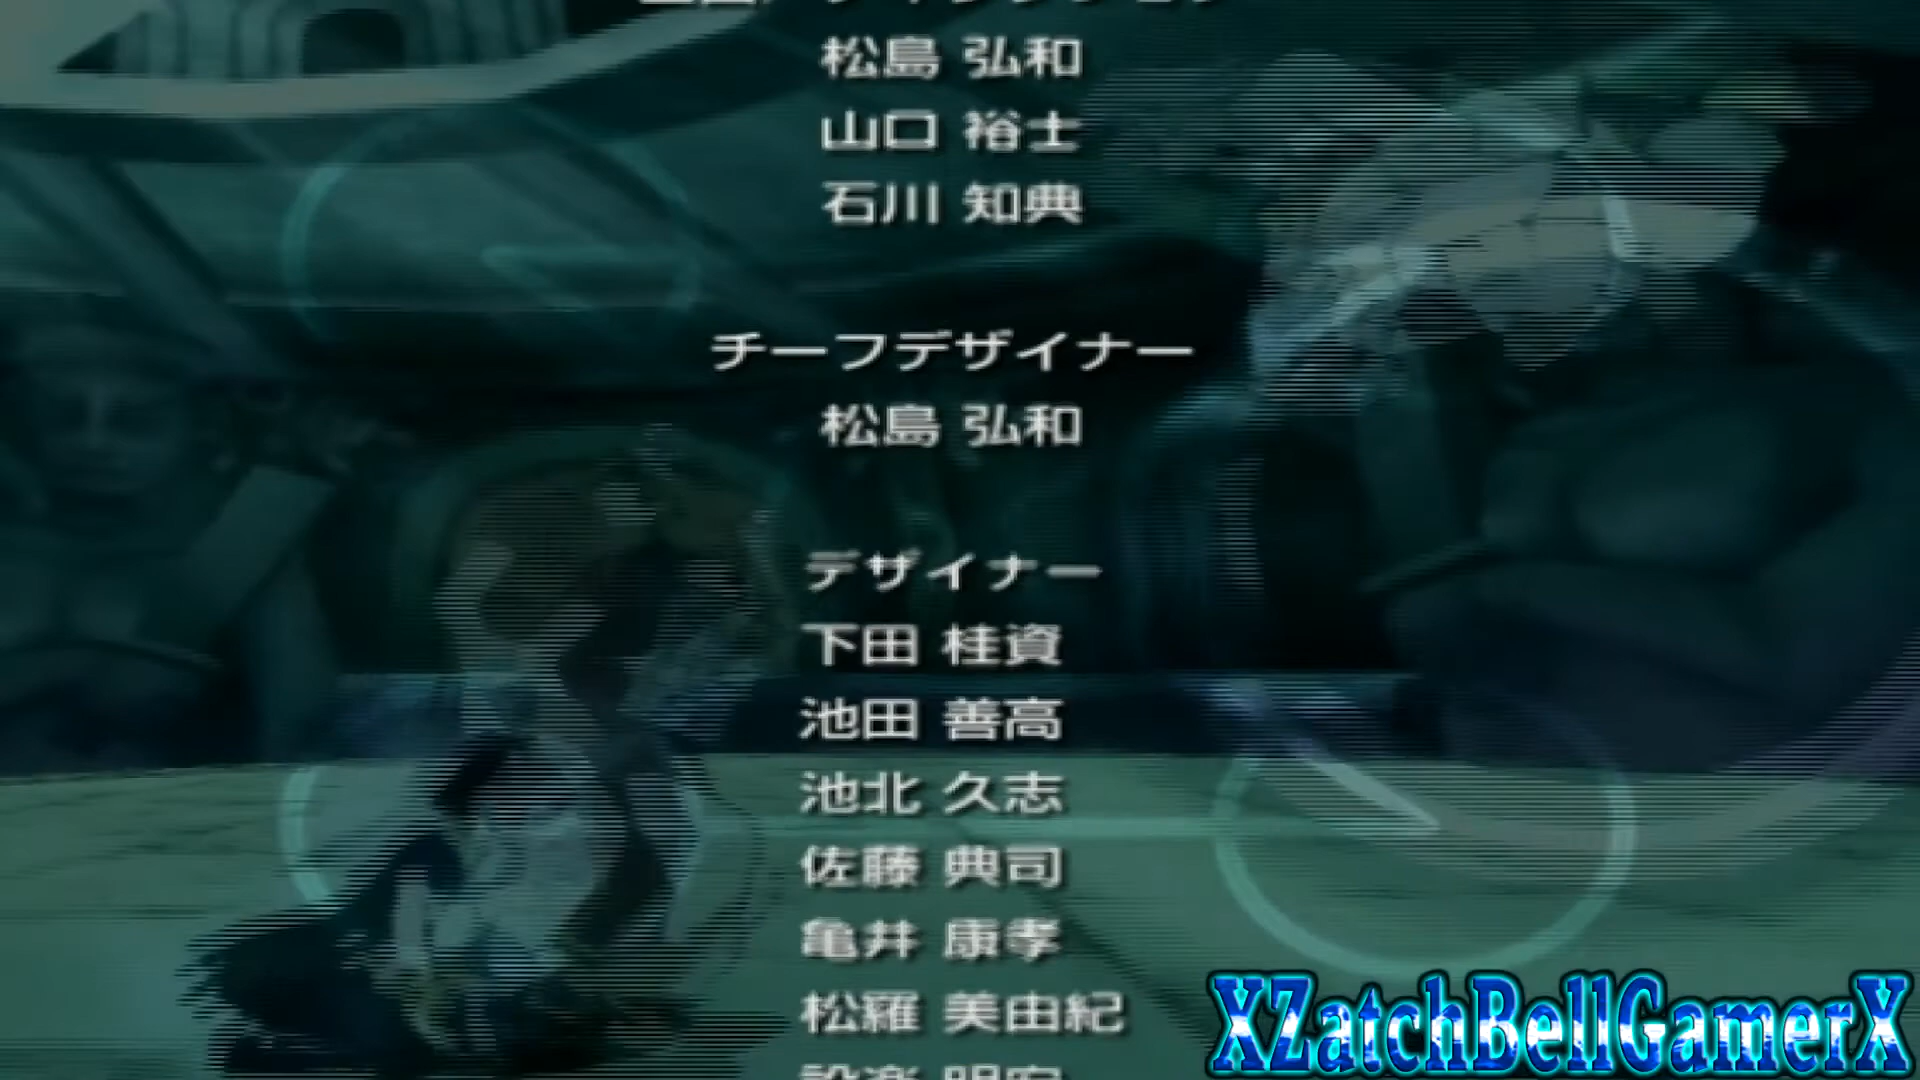 松島 弘和
山口 裕士
石川 知典
チーフデザイナー
松島 弘和
デザイナー
下田 桂資
池田 善高
池北 久志
佐藤 典司
亀井 康孝
松羅 美由紀
XZatchBellGamerX